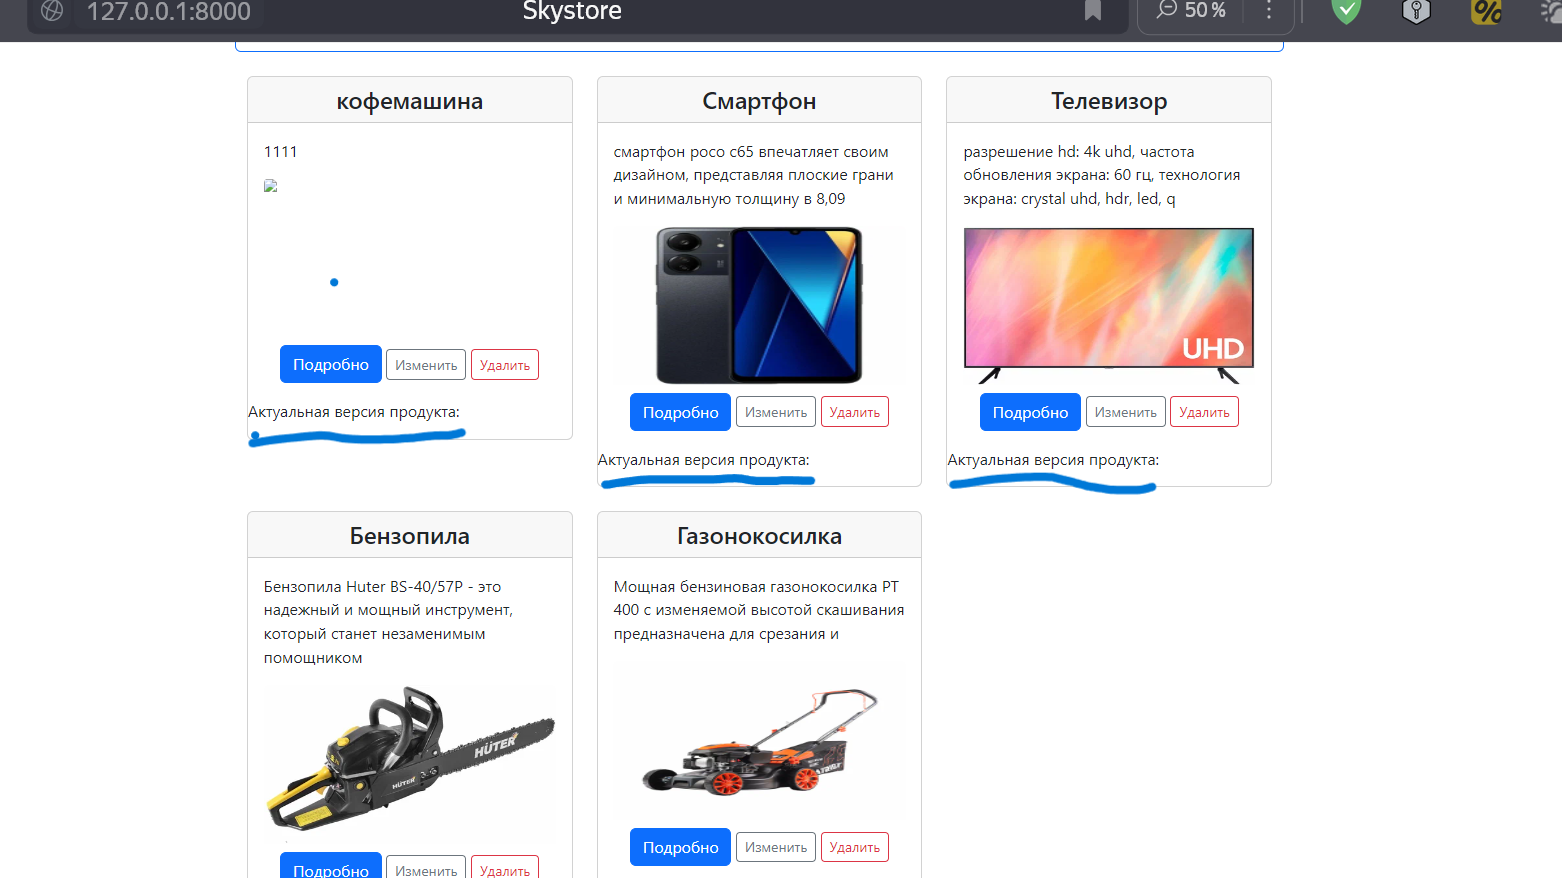 127.0.0.1:8000
Skystore
50 %
%
кофемашина
1111
Подробно
Изменить
Удалить
Актуальная версия продукта:
Смартфон
смартфон poco c65 впечатляет своим
дизайном, представляя плоские грани
и минимальную толщину в 8,09
Подробно
Изменить
Удалить
Актуальная версия продукта:
Телевизор
разрешение hd: 4k uhd, частота
обновления экрана: 60 гц, технология
экрана: crystal uhd, hdr, led, q
UHD
Подробно
Изменить
Удалить
Актуальная версия продукта:
Бензопила
Бензопила Huter BS-40/57P - это
надежный и мощный инструмент,
который станет незаменимым
помощником
HÜTER
HÜTER
Подробно
Изменить
Удалить
Газонокосилка
Мощная бензиновая газонокосилка PT
400 с изменяемой высотой скашивания
предназначена для срезания и
Подробно
Изменить
Удалить